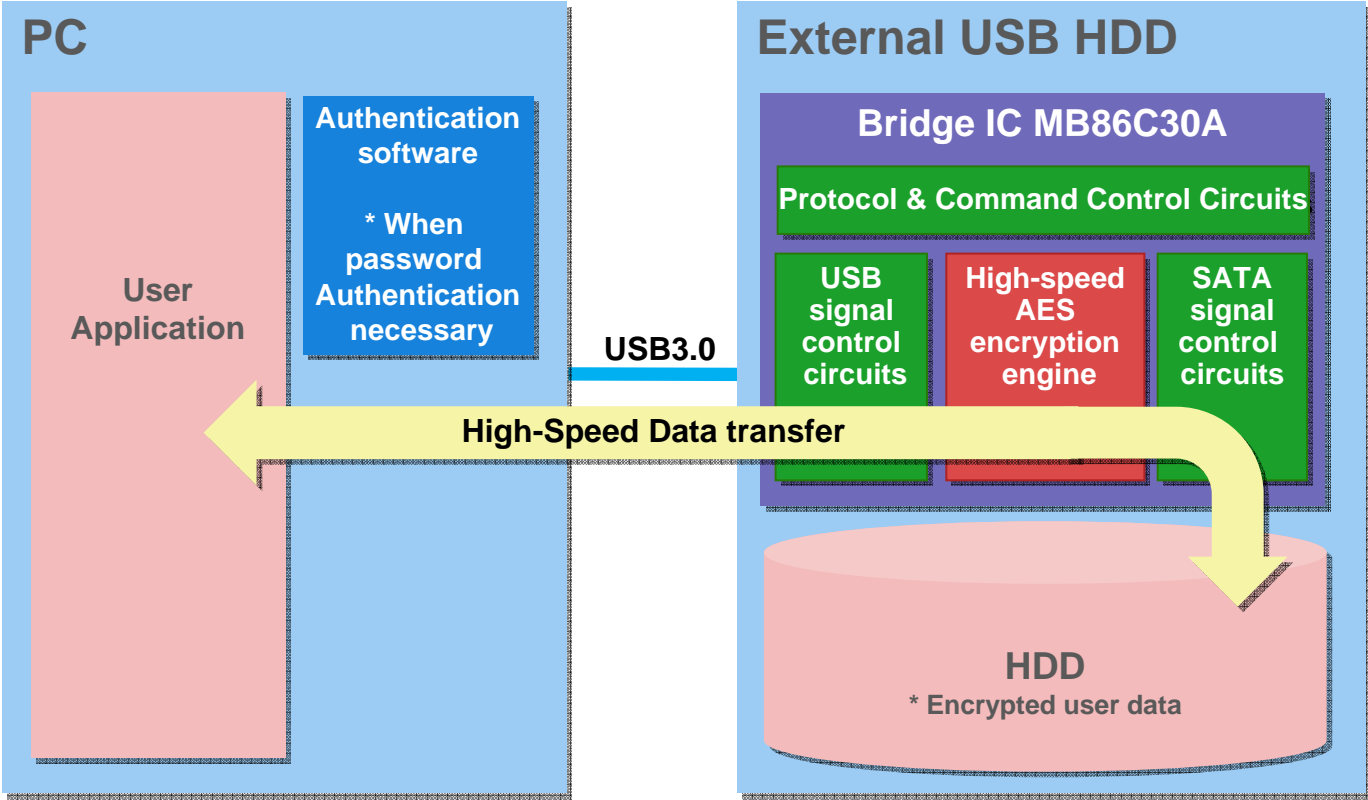 PC
User
Application
Authentication
software
* When
password
Authentication
necessary
USB3.0
High-Speed Data transfer
External USB HDD
Bridge IC MB86C30A
Protocol & Command Control Circuits
USB
signal
control
circuits
High-speed
AES
encryption
engine
SATA
signal
control
circuits
HDD
* Encrypted user data